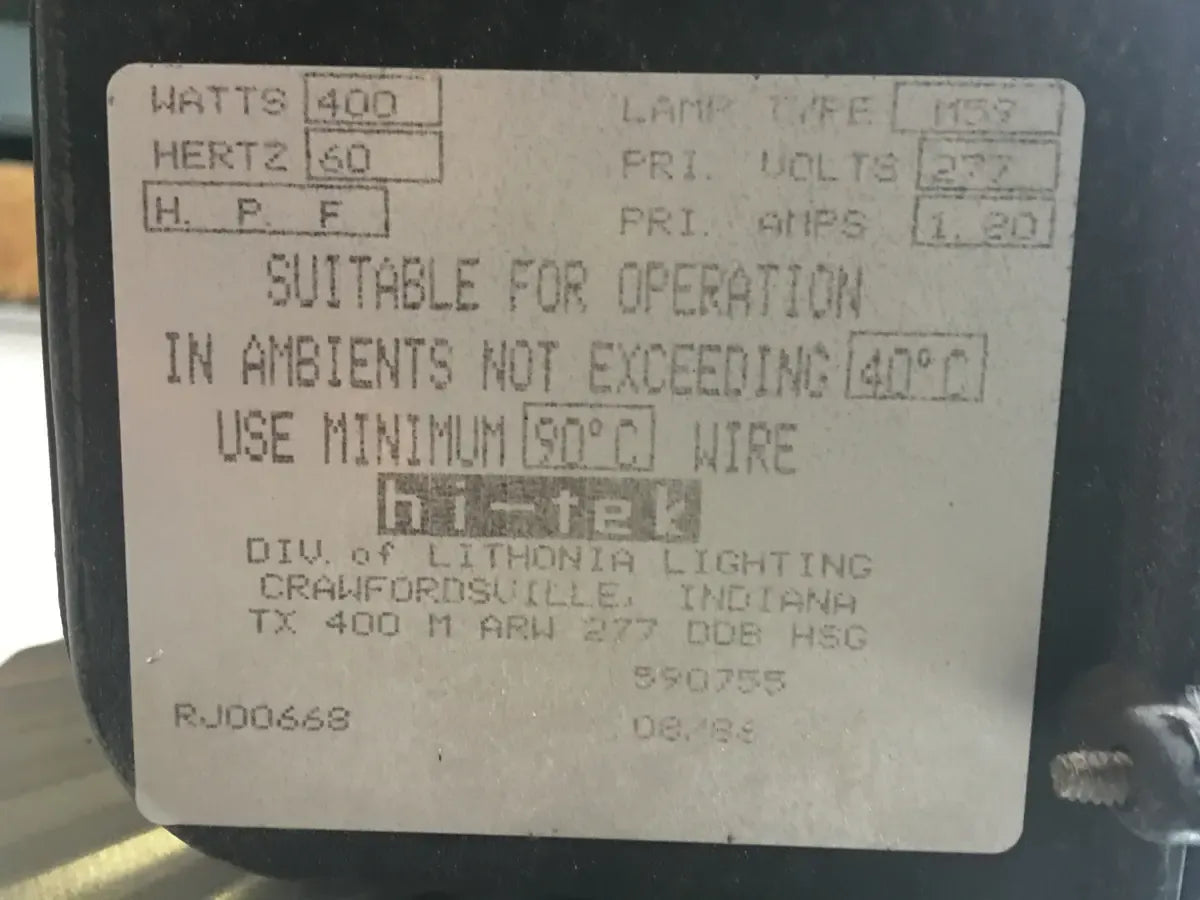 WATTS 400 LAMP TYPE M59
HERTZ 60 PRI. VOLTS 277
H. P. F PRI. AMPS 1.80
SUITABLE FOR OPERATION
IN AMBIENTS NOT EXCEEDING 40°C
USE MINIMUM 90°C WIRE
hi-tek
DIV. of LITHONIA LIGHTING
CRAWFORDSVILLE, INDIANA
TX 400 M ARW 277 DDB HSG
590755
RJ00668